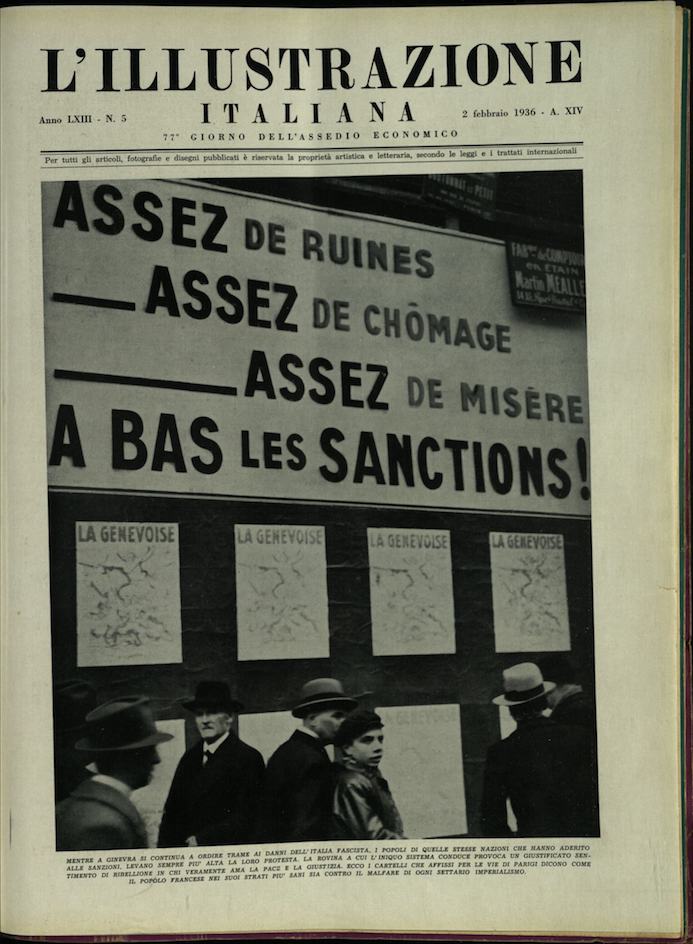 L'ILLUSTRAZIONE
Anno LXIII - N. 5
ITALIANA
2 febbraio 1936 - A. XIV
77° GIORNO DELL'ASSEDIO ECONOMICO
Per tutti gli articoli, fotografie e disegni pubblicati è riservata la proprietà artistica e letteraria, secondo le leggi e i trattati internazionali
ASSEZ DE RUINES
ASSEZ DE CHÔMAGE
ASSEZ DE MISÈRE
A BAS LES SANCTIONS!
en ETAIN
Martin
LA GENEVOISE
LA GENEVOISE
LA GENEVOISE
LA GENEVOISE
LA GENEVOISE
MENTRE A GINEVRA SI CONTINUA A ORDIRE TRAME AI DANNI DELL'ITALIA FASCISTA, I POPOLI DI QUELLE STESSE NAZIONI CHE HANNO ADERITO
ALLE SANZIONI, LEVANO SEMPRE PIU' ALTA LA LORO PROTESTA. LA ROVINA A CUI L'INIQUO SISTEMA CONDUCE PROVOCA UN GIUSTIFICATO SEN-
TIMENTO DI RIBELLIONE IN CHI VERAMENTE AMA LA PACE E LA GIUSTIZIA. ECCO I CARTELLI CHE AFFISSI PER LE VIE DI PARIGI DICONO COME
IL POPOLO FRANCESE NEI SUOI STRATI PIU' SANI SIA CONTRO IL MALFARE DI OGNI SETTARIO IMPERIALISMO.